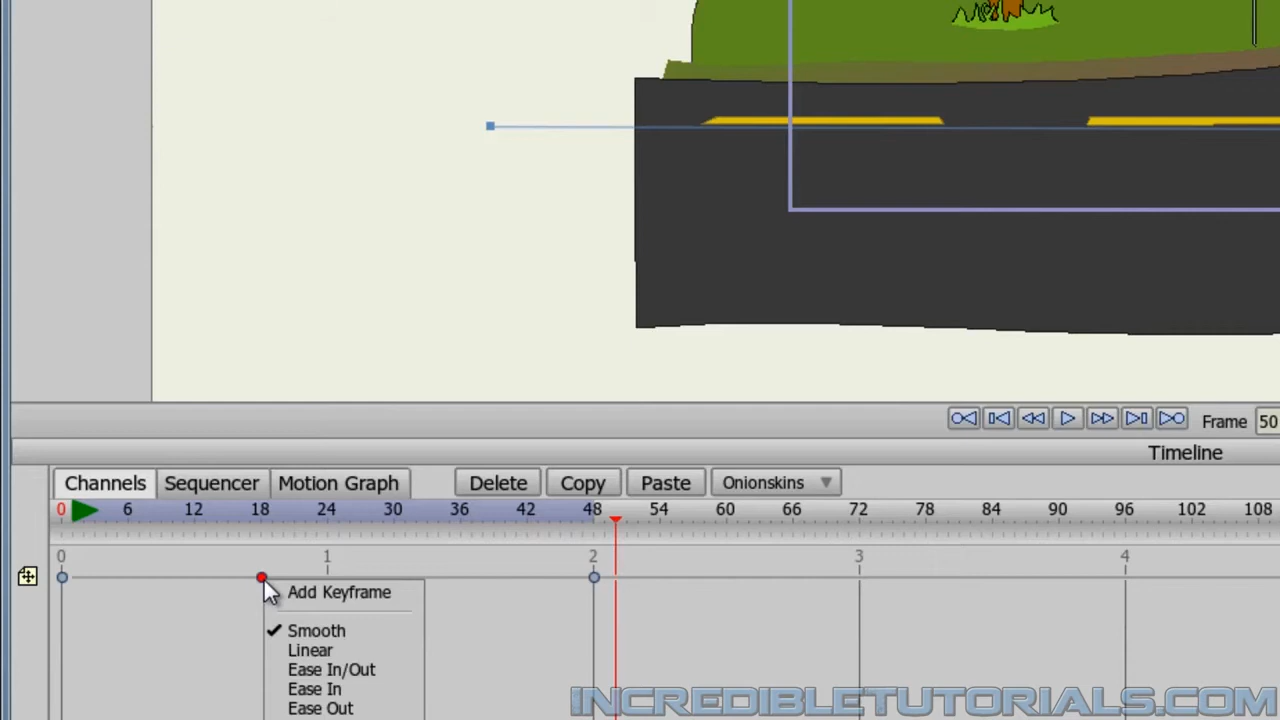 Frame 50
Timeline
Channels Sequencer Motion Graph Delete Copy Paste Onionskins
0 6 12 18 24 30 36 42 48 54 60 66 72 78 84 90 96 102 108
0 1 2 3 4
Add Keyframe
Smooth
Linear
Ease In/Out
Ease In
Ease Out
INCREDIBLETUTORIALS.COM